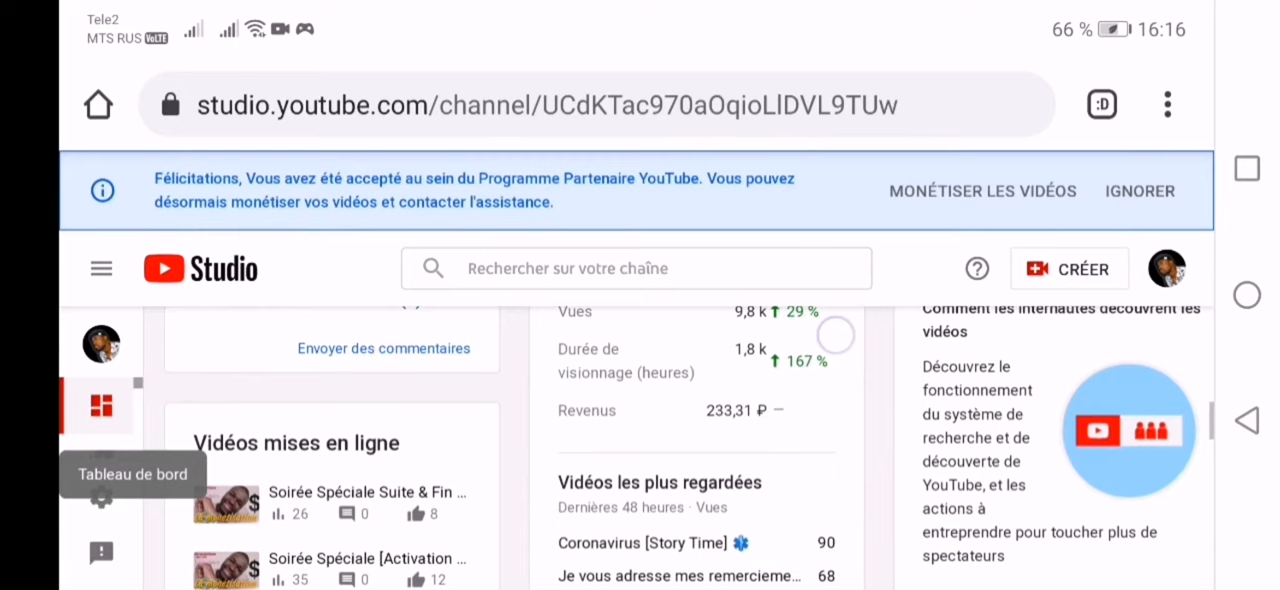 Tele2
MTS RUS VoLTE
66 %
16:16
studio.youtube.com/channel/UCdKTac970aOqioLlDVL9TUw
:D
Félicitations, Vous avez été accepté au sein du Programme Partenaire YouTube. Vous pouvez
désormais monétiser vos vidéos et contacter l'assistance.
MONÉTISER LES VIDÉOS
IGNORER
Studio
Rechercher sur votre chaîne
CRÉER
Envoyer des commentaires
Tableau de bord
Vidéos mises en ligne
Soirée Spéciale Suite & Fin ...
26 0 8
Soirée Spéciale [Activation ...
35 0 12
Vues 9,8 k 29 %
Durée de
visionnage (heures)
1,8 k 167 %
Revenus 233,31 ₽ —
Vidéos les plus regardées
Dernières 48 heures · Vues
Coronavirus [Story Time] 90
Je vous adresse mes remercieme... 68
Comment les internautes découvrent les
vidéos
Découvrez le
fonctionnement
du système de
recherche et de
découverte de
YouTube, et les
actions à
entreprendre pour toucher plus de
spectateurs